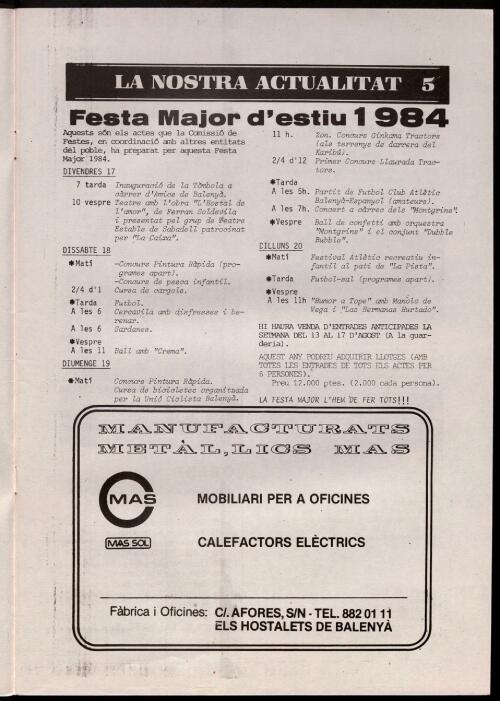 LA NOSTRA ACTUALITAT 5
Festa Major d'estiu 1984
Aquests són els actes que la Comissió de
Festes, en coordinació amb altres entitats
del poble, ha preparat per aquesta Festa
Major 1984.
DIVENDRES 17
7 tarda Inauguració de la Tómbola a
càrrec d'Amics de Balenyà.
10 vespre Teatre amb l'obra "L'Hostal de
l'amor", de Ferran Soldevila
i presentat pel grup de Teatre
Estable de Sabadell patrocinat
per "La Caixa".
DISSABTE 18
✱Matí -Concurs Pintura Ràpida (pro-
grames apart).
-Concurs de pesca infantil.
2/4 d'1 Cursa de cargols.
✱Tarda Futbol.
A les 6 Cercavila amb disfresses i be-
renar.
A les 6 Sardanes.
✱Vespre
A les 11 Ball amb "Crema".
DIUMENGE 19
✱Matí Concurs Pintura Ràpida.
Cursa de bicicletes organitzada
per la Unió Ciclista Balenyà.
11 h. 2on. Concurs Ginkama Tractors
(als terrenys de darrera del
Karibú).
2/4 d'12 Primer Concurs Llaurada Trac-
tors.
✱Tarda
A les 5h. Partit de Futbol Club Atlètic
Balenyà-Espanyol (amateurs).
A les 7h. Concert a càrrec dels "Montgrins".
✱Vespre Ball de confetti amb orquestra
"Montgrins" i el conjunt "Dubble
Bubble".
DILLUNS 20
✱Matí Festival Atlètic recreatiu in-
fantil al pati de "La Pista".
✱Tarda Futbol-sal (programes apart).
✱Vespre
A les 11h "Humor a Tope" amb Manolo de
Vega i "Las Hermanas Hurtado".
HI HAURA VENDA D'ENTRADES ANTICIPADES LA
SETMANA DEL 13 AL 17 D'AGOST (A la guar-
deria).
AQUEST ANY PODREU ADQUIRIR LLOTGES (AMB
TOTES LES ENTRADES DE TOTS ELS ACTES PER
6 PERSONES).
Preu 12.000 ptes. (2.000 cada persona).
LA FESTA MAJOR L'HEM DE FER TOTS!!!
MANUFACTURATS
METÀL,LICS MAS
MAS
MOBILIARI PER A OFICINES
MAS SOL
CALEFACTORS ELÈCTRICS
Fàbrica i Oficines: C/. AFORES, S/N - TEL. 882 01 11
ELS HOSTALETS DE BALENYÀ